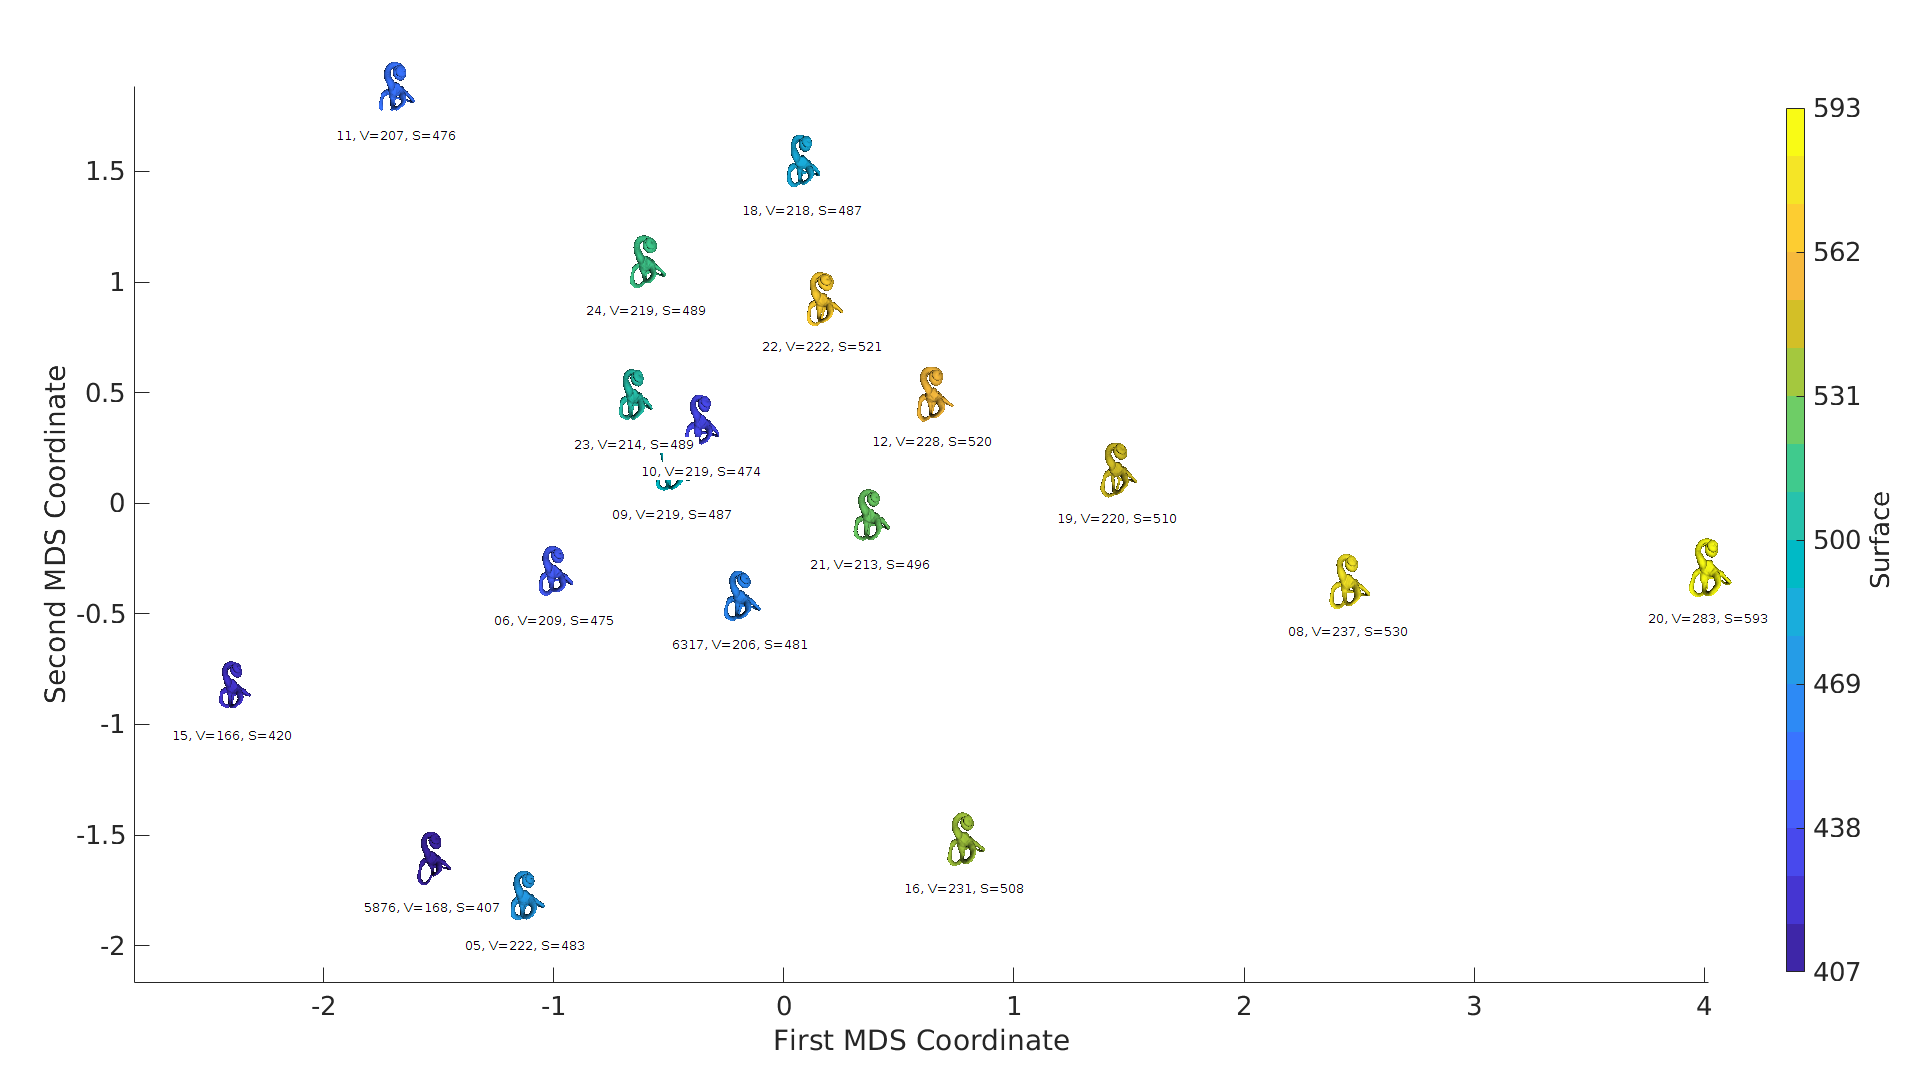 11, V=207, S=476
18, V=218, S=487
24, V=219, S=489
22, V=222, S=521
23, V=214, S=489
12, V=228, S=520
10, V=219, S=474
09, V=219, S=487
19, V=220, S=510
21, V=213, S=496
06, V=209, S=475
6317, V=206, S=481
08, V=237, S=530
20, V=283, S=593
15, V=166, S=420
5876, V=168, S=407
16, V=231, S=508
05, V=222, S=483
1.5
1
0.5
0
-0.5
-1
-1.5
-2
Second MDS Coordinate
-2
-1
0
1
2
3
4
First MDS Coordinate
593
562
531
500
469
438
407
Surface